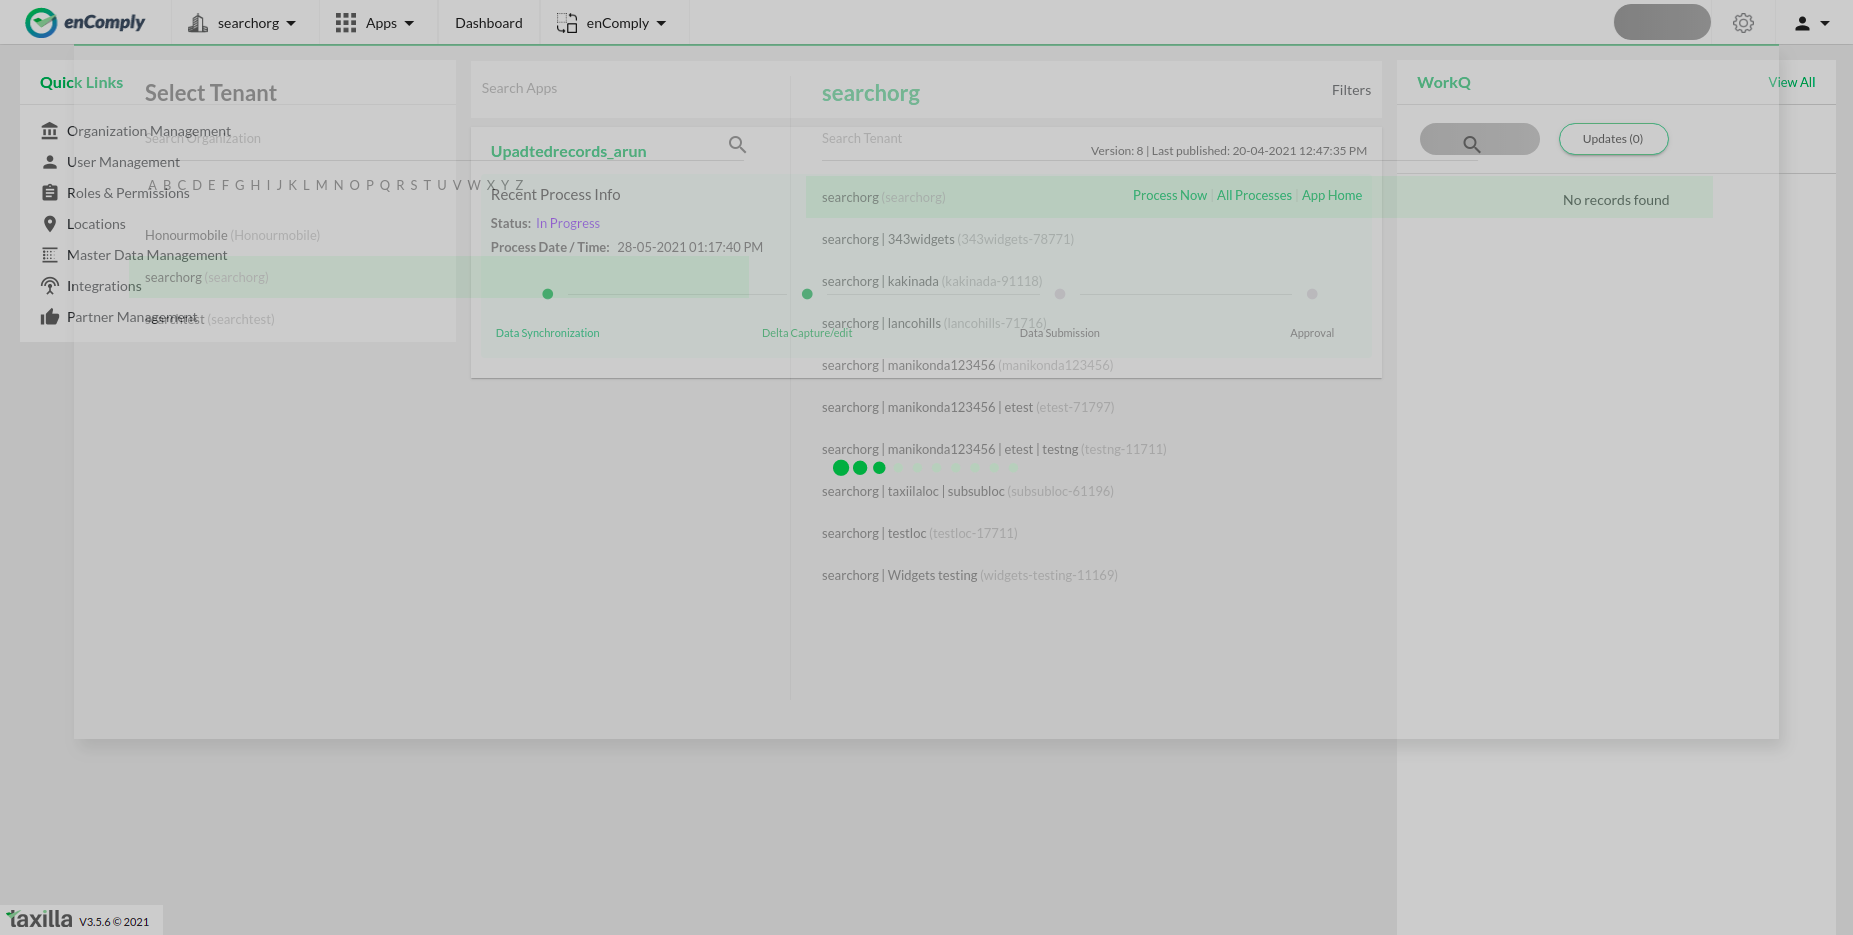 enComply
searchorg
Apps
Dashboard
enComply
Quick Links
Organization Management
User Management
Roles & Permissions
Locations
Master Data Management
Integrations
Partner Management
Select Tenant
Search Organization
A B C D E F G H I J K L M N O P Q R S T U V W X Y Z
Honourmobile (Honourmobile)
searchorg (searchorg)
searchtest (searchtest)
Search Apps
Filters
Upadtedrecords_arun
Version: 8 | Last published: 20-04-2021 12:47:35 PM
Recent Process Info
Process Now | All Processes | App Home
Status: In Progress
Process Date / Time: 28-05-2021 01:17:40 PM
Data Synchronization
Delta Capture/edit
Data Submission
Approval
searchorg
Search Tenant
searchorg (searchorg)
searchorg | 343widgets (343widgets-78771)
searchorg | kakinada (kakinada-91118)
searchorg | lancohills (lancohills-71716)
searchorg | manikonda123456 (manikonda123456)
searchorg | manikonda123456 | etest (etest-71797)
searchorg | manikonda123456 | etest | testng (testng-11711)
searchorg | taxiilaloc | subsubloc (subsubloc-61196)
searchorg | testloc (testloc-17711)
searchorg | Widgets testing (widgets-testing-11169)
WorkQ
View All
Updates (0)
No records found
taxilla V3.5.6 © 2021